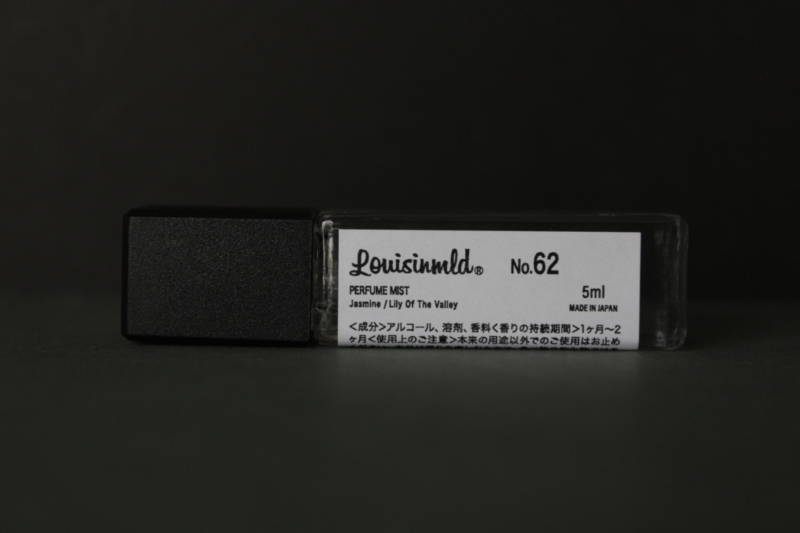 Louisinmld® No.62
PERFUME MIST 5ml
Jasmine / Lily Of The Valley MADE IN JAPAN
<成分>アルコール、溶剤、香料<香りの持続期間>1ヶ月〜2
ヶ月<使用上のご注意>本来の用途以外でのご使用はお止め